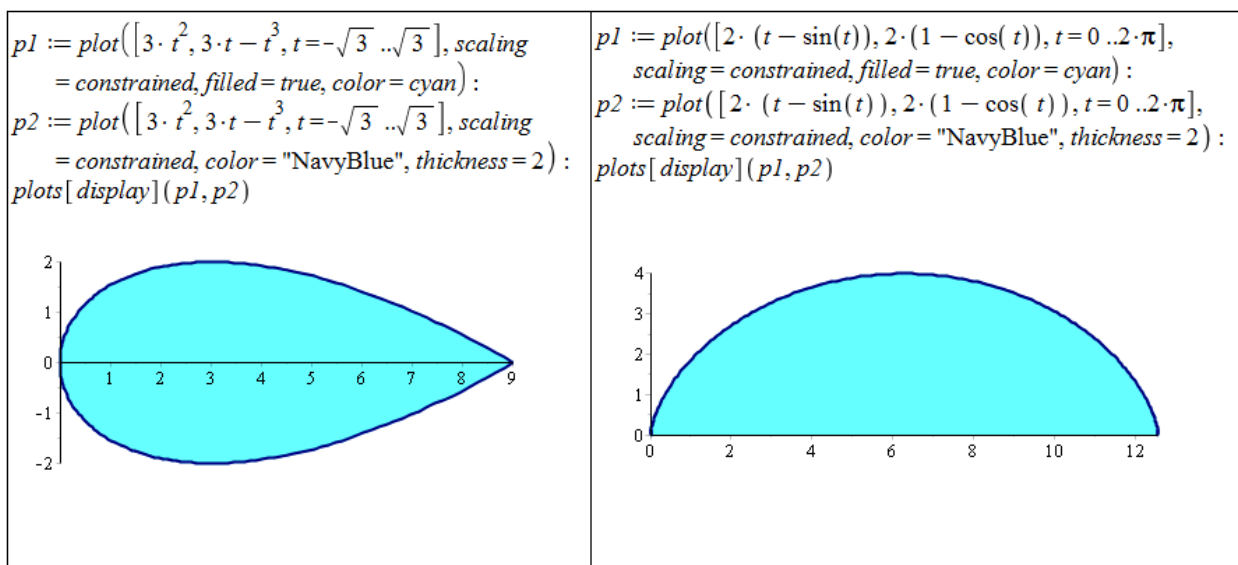 p1 := plot([3· t², 3·t − t³, t=-√3 ..√3], scaling
=constrained, filled=true, color=cyan) :
p2 := plot([3· t², 3·t − t³, t=-√3 ..√3], scaling
=constrained, color= "NavyBlue", thickness=2) :
plots[display](p1, p2)
2
1
0
1 2 3 4 5 6 7 8 9
-1
-2
p1 := plot([2· (t − sin(t)), 2·(1 − cos( t)), t=0 ..2·π],
scaling=constrained, filled=true, color=cyan) :
p2 := plot([2· (t − sin(t)), 2·(1 − cos( t)), t=0 ..2·π],
scaling=constrained, color= "NavyBlue", thickness=2) :
plots[display](p1, p2)
4
3
2
1
0
0 2 4 6 8 10 12